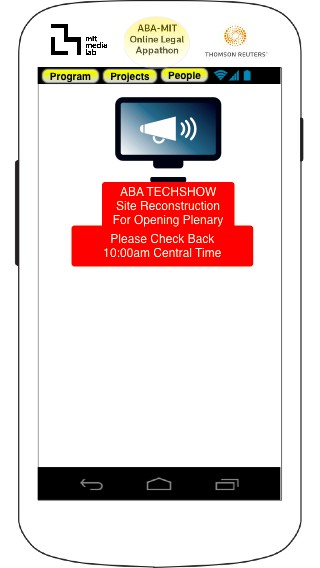 mit
media
lab
ABA-MIT
Online Legal
Appathon
THOMSON REUTERS
Program
Projects
People
ABA TECHSHOW
Site Reconstruction
For Opening Plenary
Please Check Back
10:00am Central Time